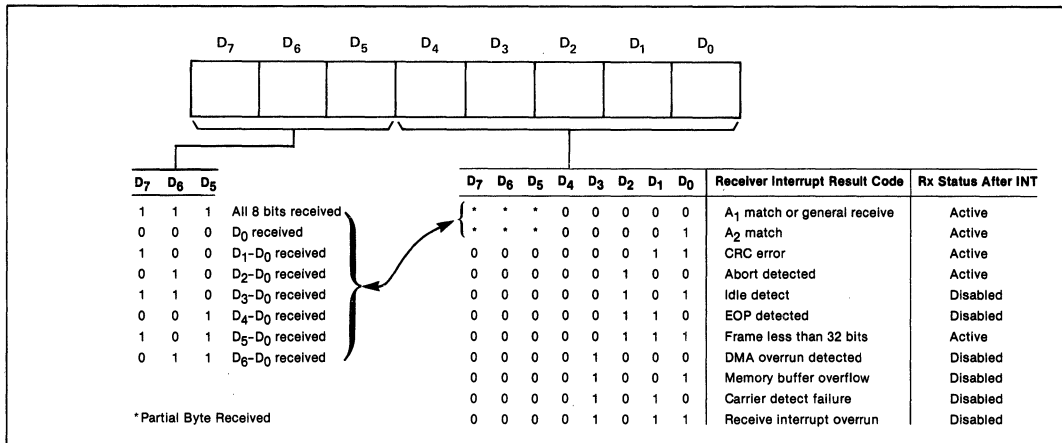 D7 D6 D5 D4 D3 D2 D1 D0
D7 D6 D5
1 1 1 All 8 bits received
0 0 0 D0 received
1 0 0 D1–D0 received
0 1 0 D2–D0 received
1 1 0 D3–D0 received
0 0 1 D4–D0 received
1 0 1 D5–D0 received
0 1 1 D6–D0 received
*Partial Byte Received
D7 D6 D5 D4 D3 D2 D1 D0 Receiver Interrupt Result Code Rx Status After INT
* * * 0 0 0 0 0 A1 match or general receive Active
* * * 0 0 0 0 1 A2 match Active
0 0 0 0 0 0 1 1 CRC error Active
0 0 0 0 0 1 0 0 Abort detected Active
0 0 0 0 0 1 0 1 Idle detect Disabled
0 0 0 0 0 1 1 0 EOP detected Disabled
0 0 0 0 0 1 1 1 Frame less than 32 bits Active
0 0 0 0 1 0 0 0 DMA overrun detected Disabled
0 0 0 0 1 0 0 1 Memory buffer overflow Disabled
0 0 0 0 1 0 1 0 Carrier detect failure Disabled
0 0 0 0 1 0 1 1 Receive interrupt overrun Disabled